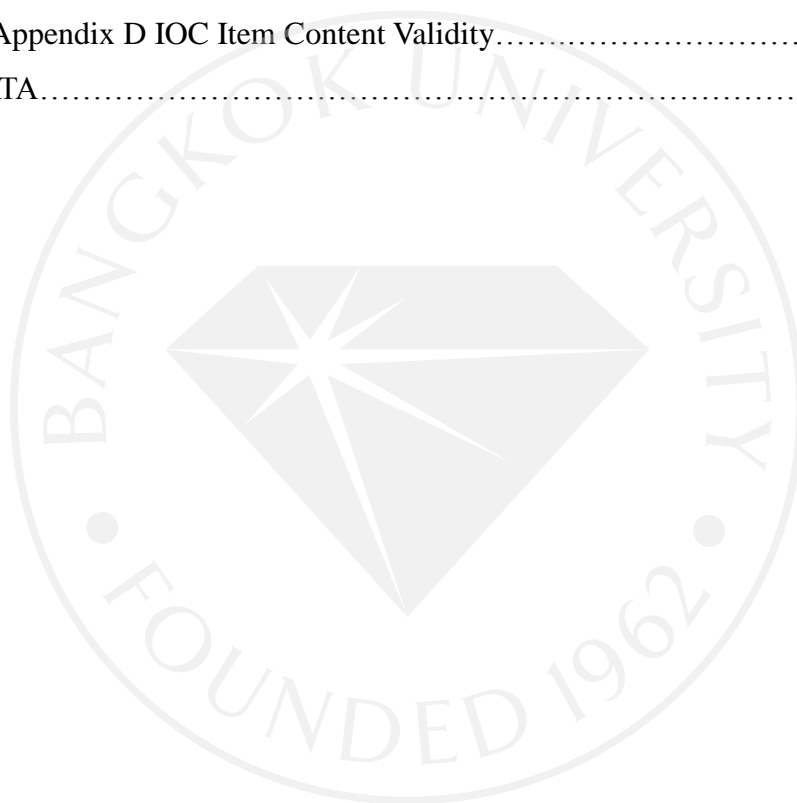 Appendix D IOC Item Content Validity……………………………
TA………………………………………………………………
BANGKOK UNIVERSITY
FOUNDED 1962